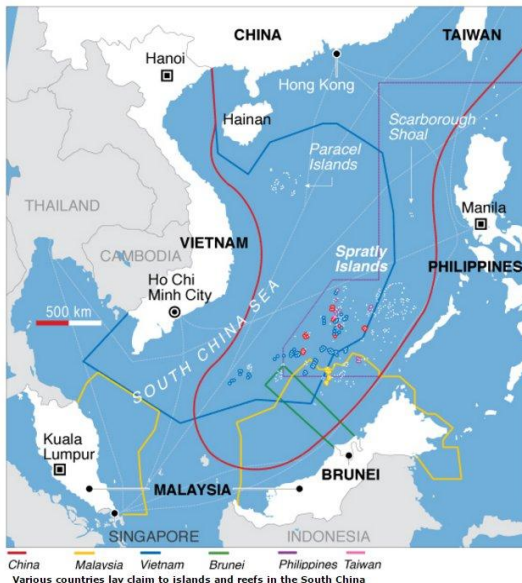 CHINA
TAIWAN
Hanoi
Hong Kong
Hainan
Scarborough
Shoal
Paracel
Islands
THAILAND
Manila
VIETNAM
CAMBODIA
Spratly
Islands
PHILIPPINES
Ho Chi
Minh City
500 km
SOUTH CHINA SEA
Kuala
Lumpur
BRUNEI
MALAYSIA
SINGAPORE
INDONESIA
China
Malaysia
Vietnam
Brunei
Philippines
Taiwan
Various countries lay claim to islands and reefs in the South China